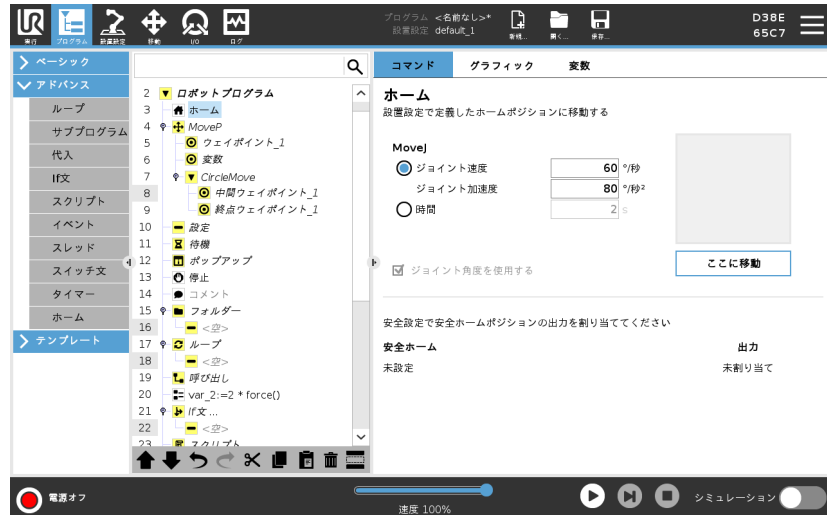 UR
実行
プログラム
設置設定
移動
I/O
ログ
プログラム <名前なし>*
設置設定 default_1
新規...
開く...
保存...
D38E
65C7
ベーシック
アドバンス
ループ
サブプログラム
代入
If文
スクリプト
イベント
スレッド
スイッチ文
タイマー
ホーム
テンプレート
2 ロボットプログラム
3 ホーム
4 MoveP
5 ウェイポイント_1
6 変数
7 CircleMove
8 中間ウェイポイント_1
9 終点ウェイポイント_1
10 設定
11 待機
12 ポップアップ
13 停止
14 コメント
15 フォルダー
16 <空>
17 ループ
18 <空>
19 呼び出し
20 var_2:=2 * force()
21 If文 ...
22 <空>
23 スクリプト
コマンド グラフィック 変数
ホーム
設置設定で定義したホームポジションに移動する
MoveJ
ジョイント速度 60 °/秒
ジョイント加速度 80 °/秒²
時間 2 s
ここに移動
ジョイント角度を使用する
安全設定で安全ホームポジションの出力を割り当ててください
安全ホーム 出力
未設定 未割り当て
電源オフ
速度 100%
シミュレーション